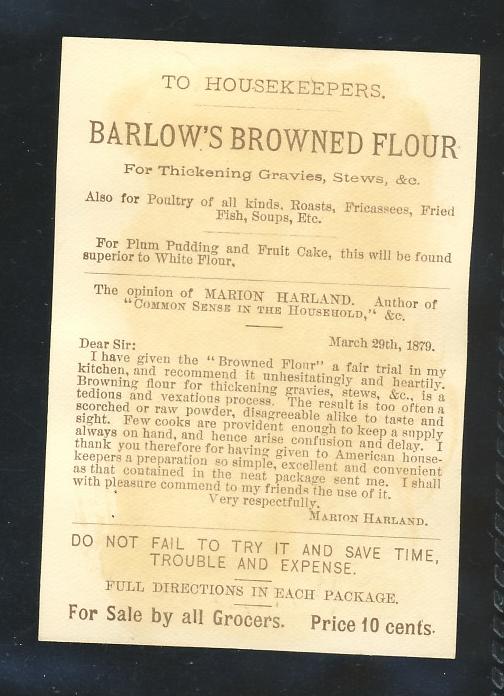 TO HOUSEKEEPERS.
BARLOW'S BROWNED FLOUR
For Thickening Gravies, Stews, &c.
Also for Poultry of all kinds, Roasts, Fricassees, Fried
Fish, Soups, Etc.
For Plum Pudding and Fruit Cake, this will be found
superior to White Flour.
The opinion of MARION HARLAND. Author of
"COMMON SENSE IN THE HOUSEHOLD," &c.
Dear Sir: March 29th, 1879.
I have given the "Browned Flour" a fair trial in my
kitchen, and recommend it unhesitatingly and heartily.
Browning flour for thickening gravies, stews, &c., is a
tedious and vexatious process. The result is too often a
scorched or raw powder, disagreeable alike to taste and
sight. Few cooks are provident enough to keep a supply
always on hand, and hence arise confusion and delay. I
thank you therefore for having given to American house-
keepers a preparation so simple, excellent and convenient
as that contained in the neat package sent me. I shall
with pleasure commend to my friends the use of it.
Very respectfully,
MARION HARLAND.
DO NOT FAIL TO TRY IT AND SAVE TIME,
TROUBLE AND EXPENSE.
FULL DIRECTIONS IN EACH PACKAGE.
For Sale by all Grocers. Price 10 cents.